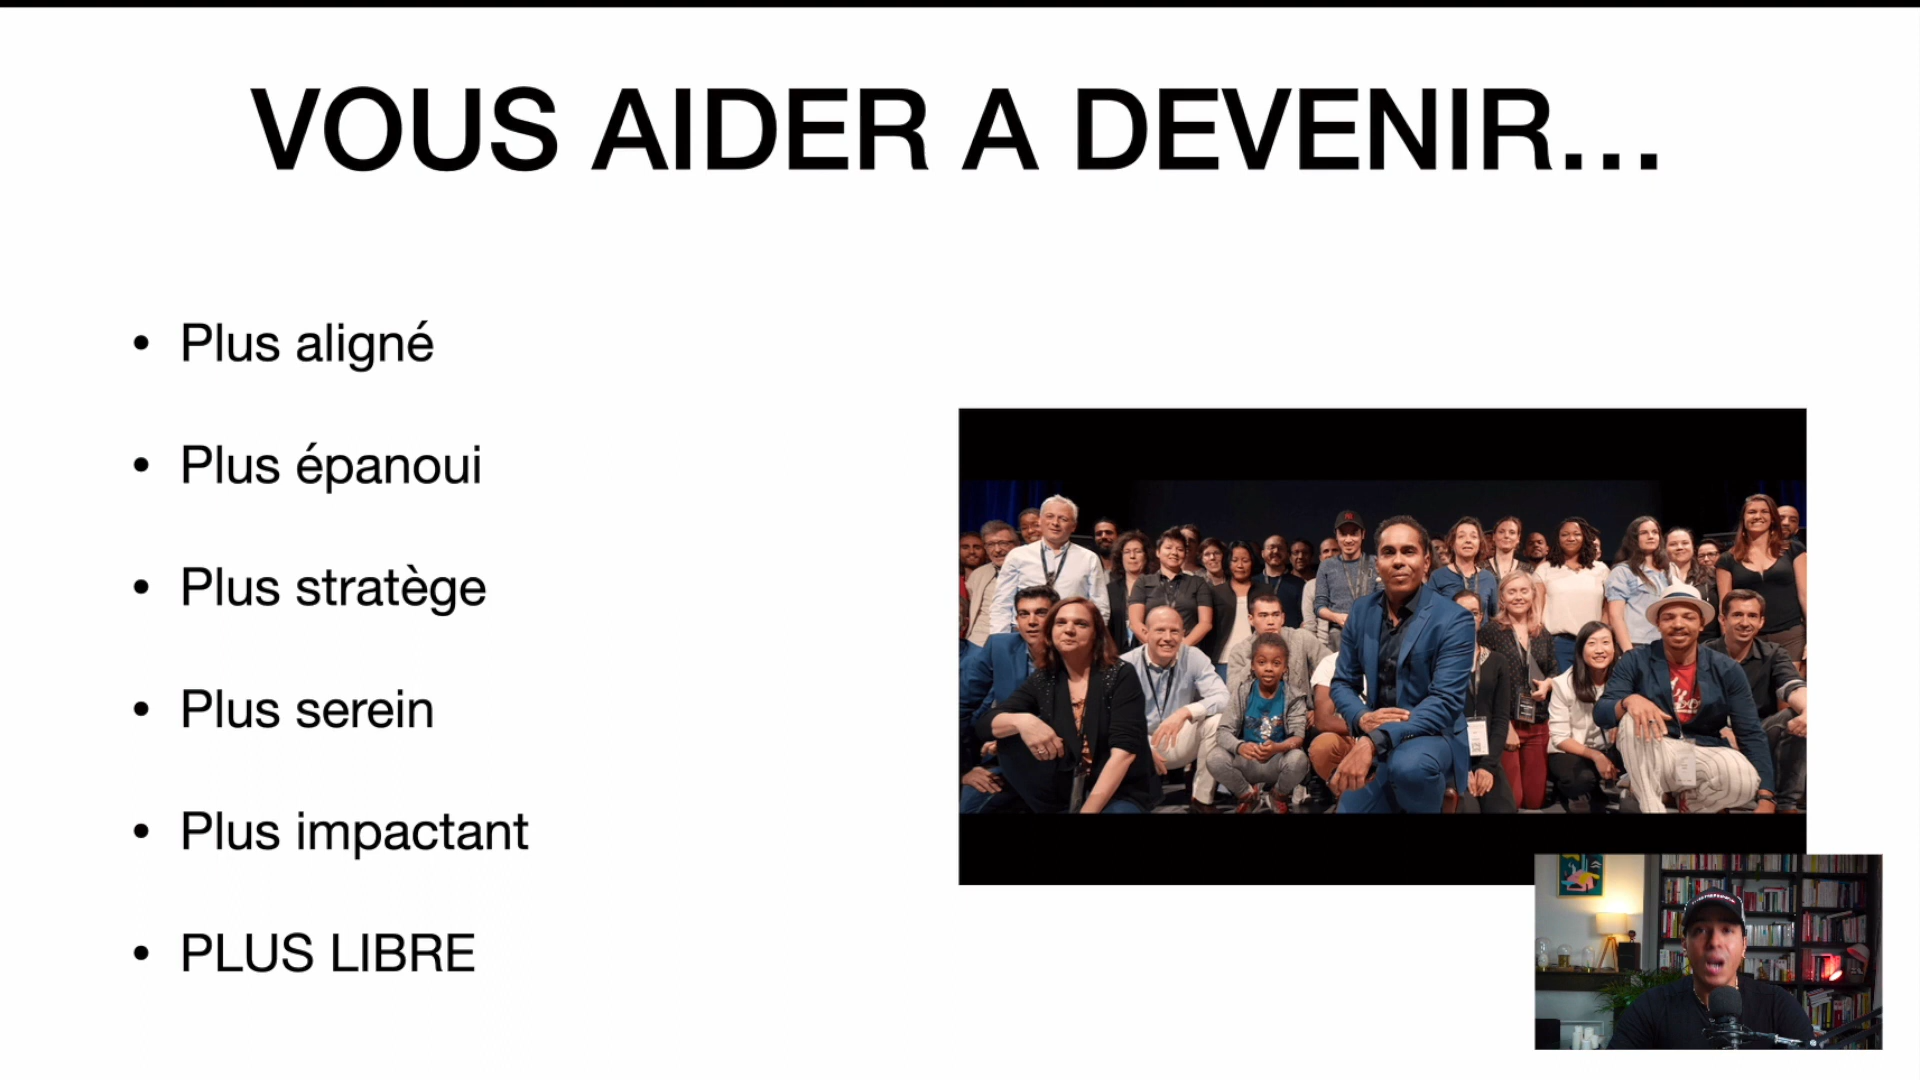 VOUS AIDER A DEVENIR...
• Plus aligné
• Plus épanoui
• Plus stratège
• Plus serein
• Plus impactant
• PLUS LIBRE